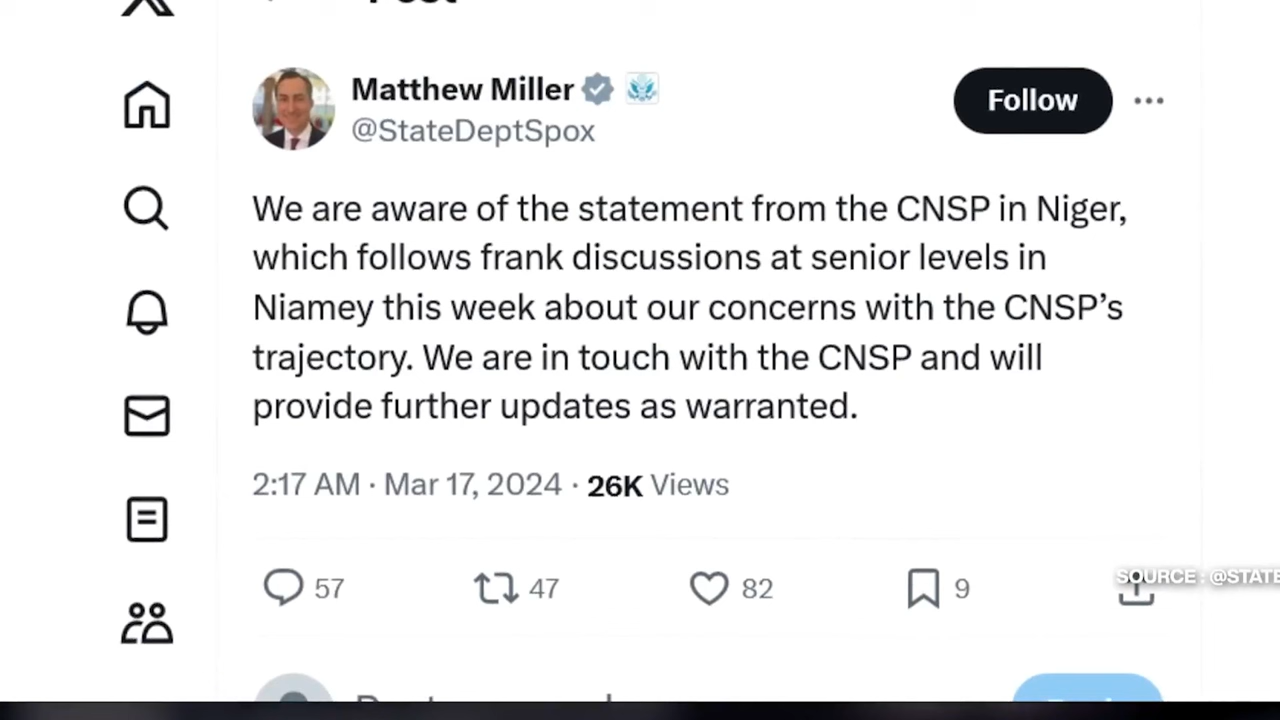 Post
Matthew Miller
@StateDeptSpox
Follow
We are aware of the statement from the CNSP in Niger,
which follows frank discussions at senior levels in
Niamey this week about our concerns with the CNSP’s
trajectory. We are in touch with the CNSP and will
provide further updates as warranted.
2:17 AM · Mar 17, 2024 · 26K Views
57 47 82 9
SOURCE : @STATE